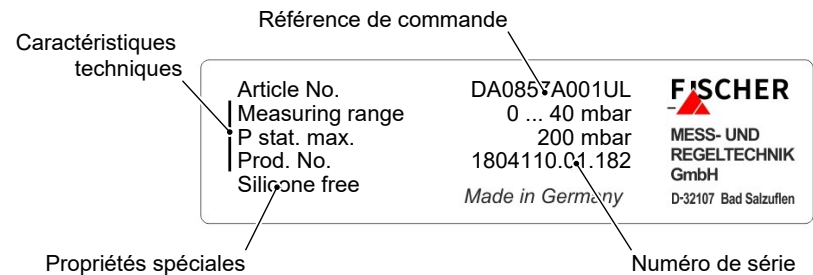 Référence de commande
Caractéristiques
techniques
Article No. DA0857A001UL
Measuring range 0 ... 40 mbar
P stat. max. 200 mbar
Prod. No. 1804110.01.182
Silicone free
Made in Germany
FISCHER
MESS- UND
REGELTECHNIK
GmbH
D-32107 Bad Salzuflen
Propriétés spéciales
Numéro de série